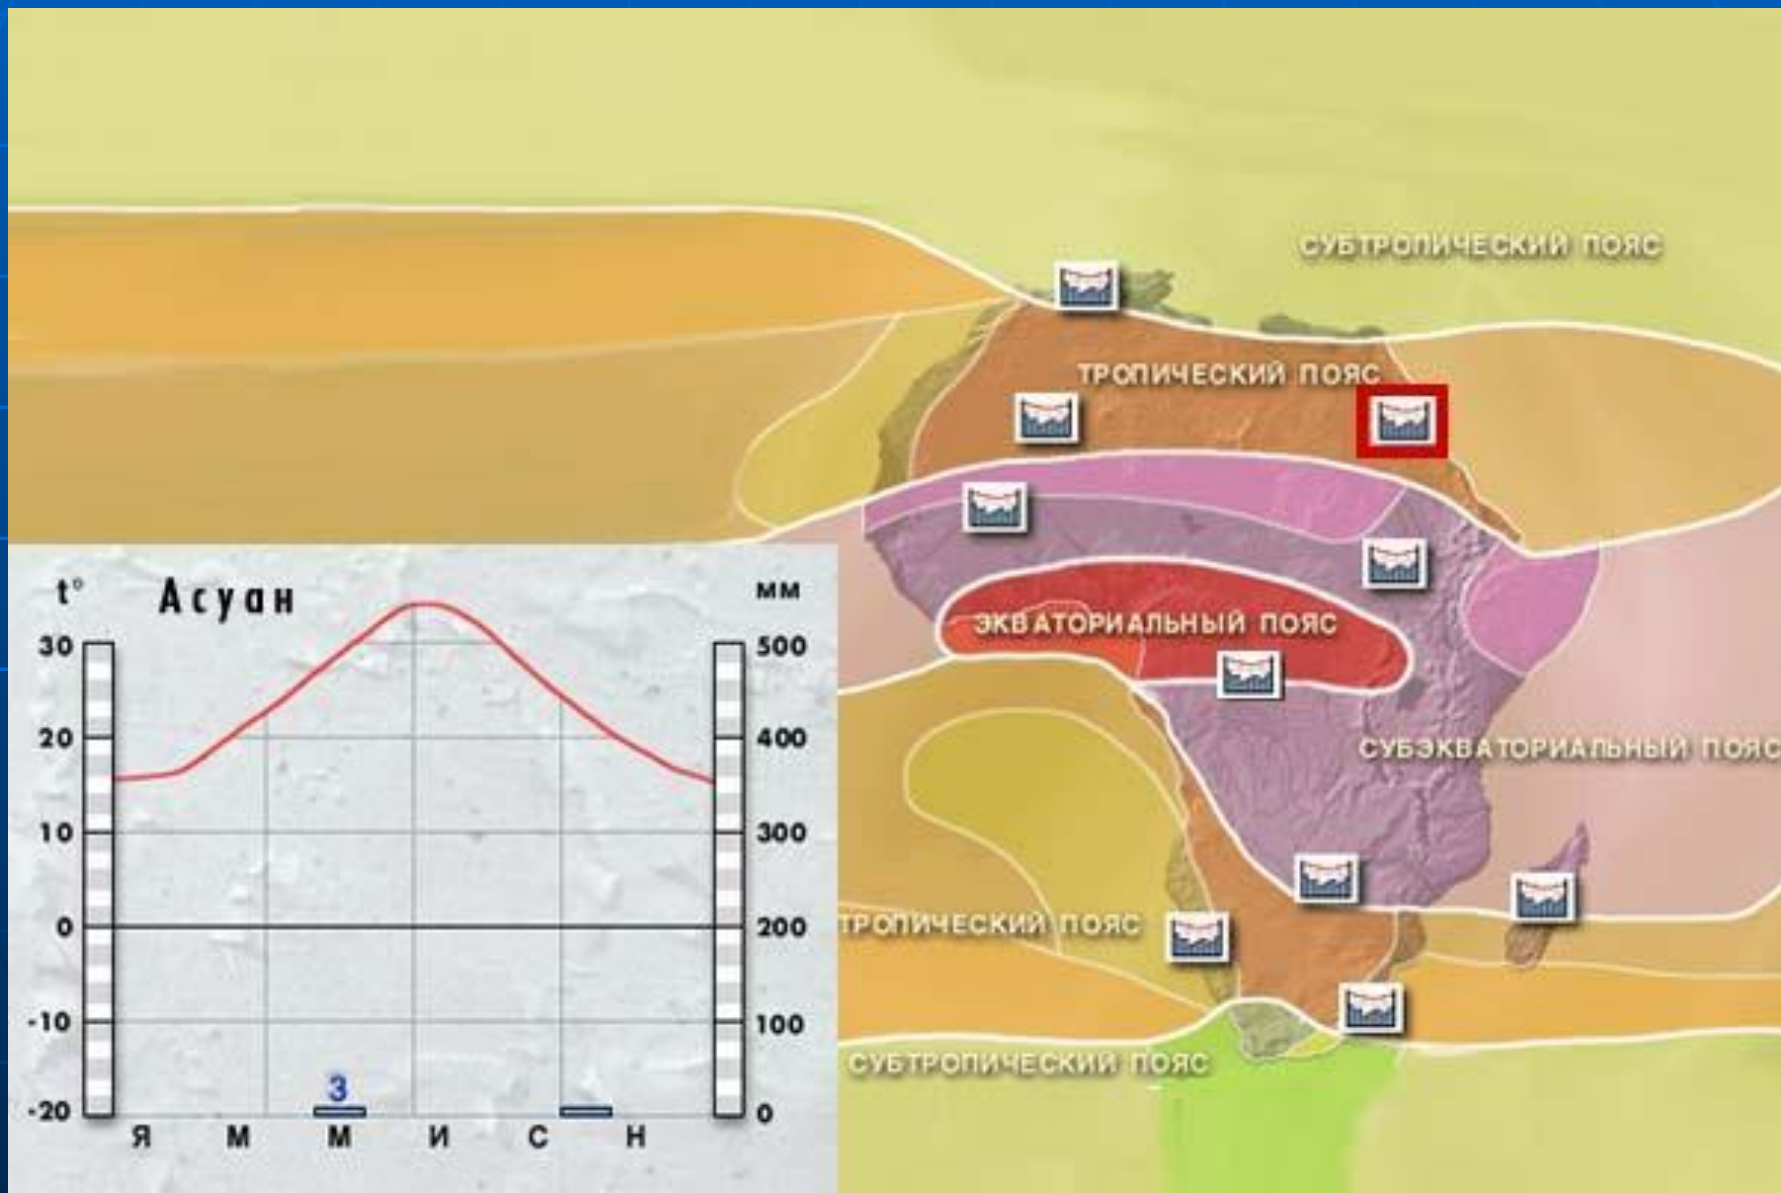 СУБТРОПИЧЕСКИЙ ПОЯС
ТРОПИЧЕСКИЙ ПОЯС
ЭКВАТОРИАЛЬНЫЙ ПОЯС
СУБЭКВАТОРИАЛЬНЫЙ ПОЯС
ТРОПИЧЕСКИЙ ПОЯС
СУБТРОПИЧЕСКИЙ ПОЯС
t° Асуан мм
30 500
20 400
10 300
0 200
-10 100
3
-20 0
Я М М И С Н